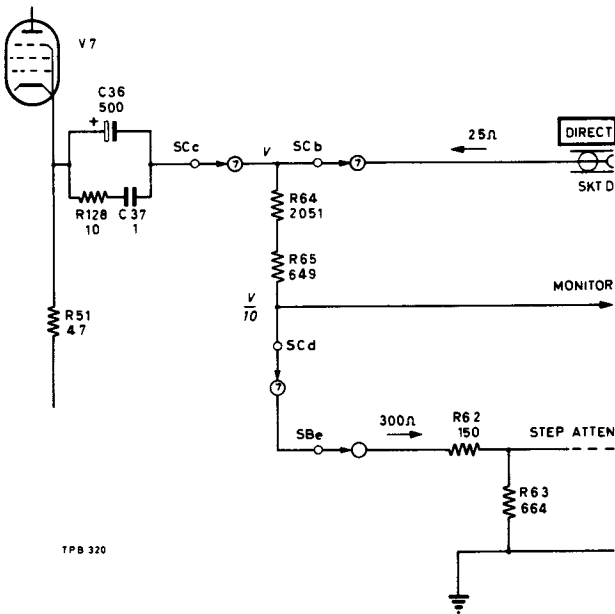 V7
C36
500
+
SCc
7
V
SCb
7
25Ω
DIRECT
SKT D
R128
10
C37
1
R64
2051
R65
649
V/10
MONITOR
R51
47
SCd
7
SBe
300Ω
R62
150
STEP ATTEN
R63
664
TPB 320